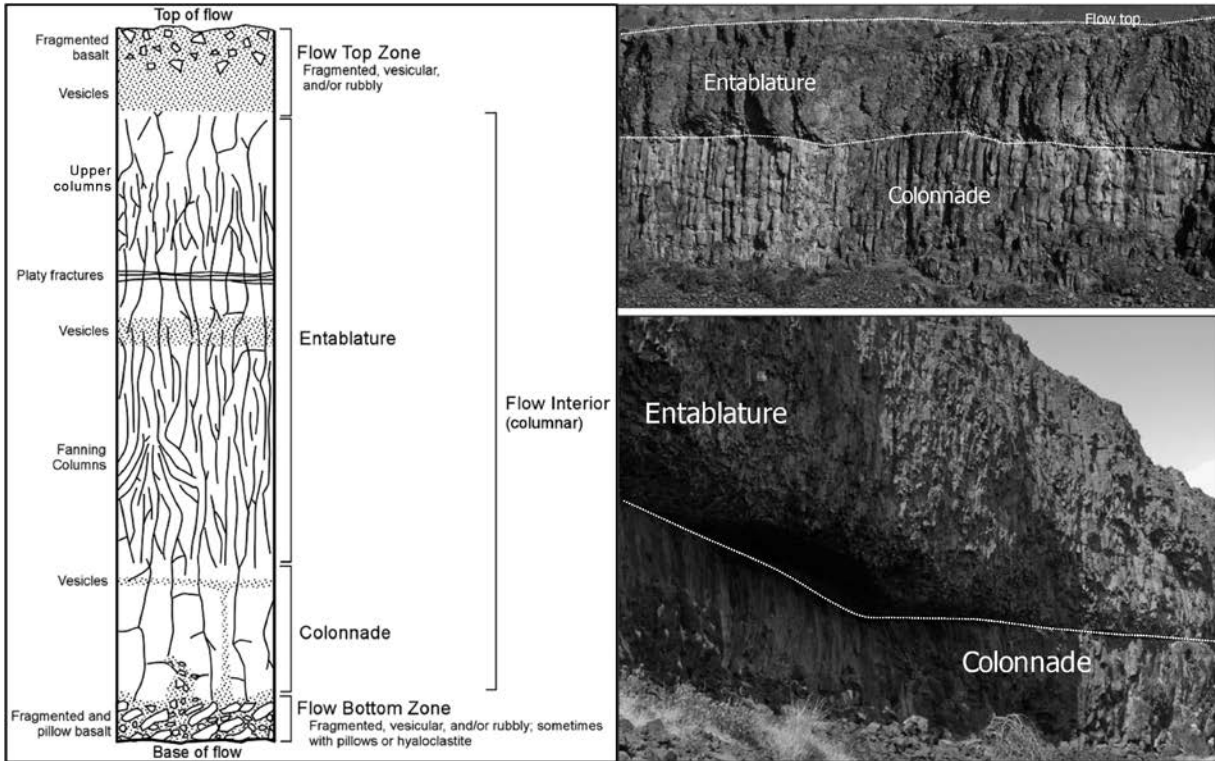 Top of flow
Fragmented
basalt
Vesicles
Flow Top Zone
Fragmented, vesicular,
and/or rubbly
Upper
columns
Platy fractures
Vesicles
Entablature
Flow Interior
(columnar)
Fanning
Columns
Vesicles
Colonnade
Fragmented and
pillow basalt
Flow Bottom Zone
Fragmented, vesicular, and/or rubbly; sometimes
with pillows or hyaloclastite
Base of flow
Flow top
Entablature
Colonnade
Entablature
Colonnade